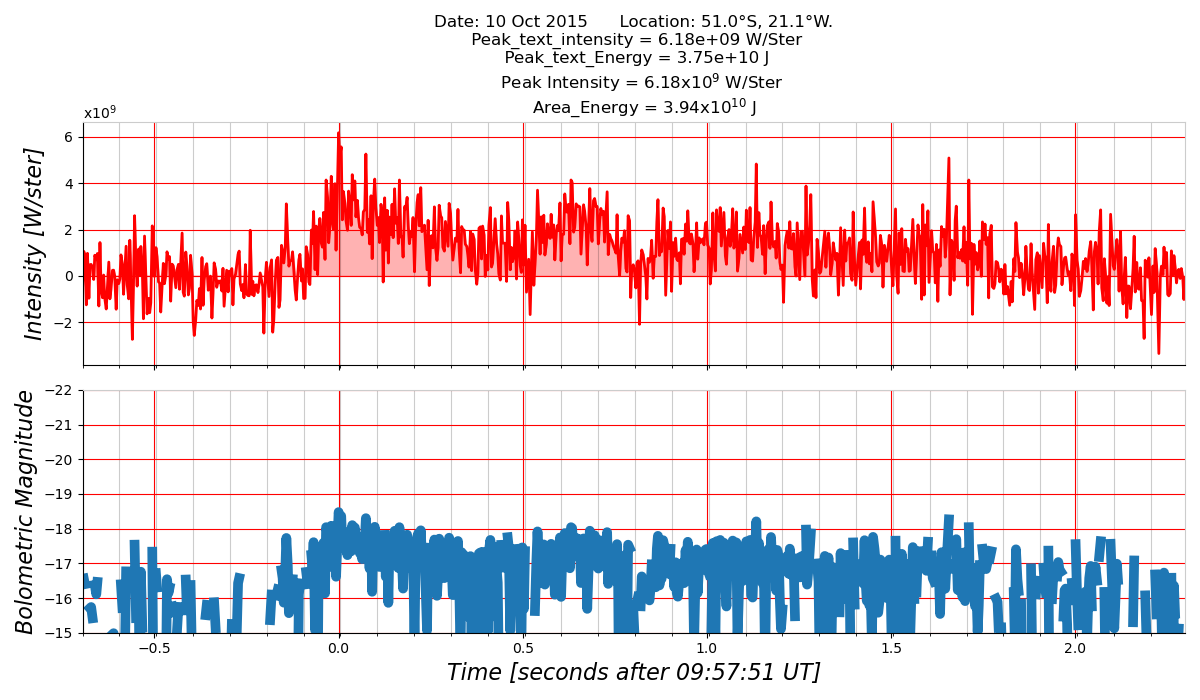 Date: 10 Oct 2015      Location: 51.0°S, 21.1°W.
Peak_text_intensity = 6.18e+09 W/Ster
Peak_text_Energy = 3.75e+10 J
Peak Intensity = 6.18x10⁹ W/Ster
Area_Energy = 3.94x10¹⁰ J
x10⁹
6
4
2
0
−2
Intensity [W/ster]
−22
−21
−20
−19
−18
−17
−16
−15
Bolometric Magnitude
−0.5 0.0 0.5 1.0 1.5 2.0
Time [seconds after 09:57:51 UT]